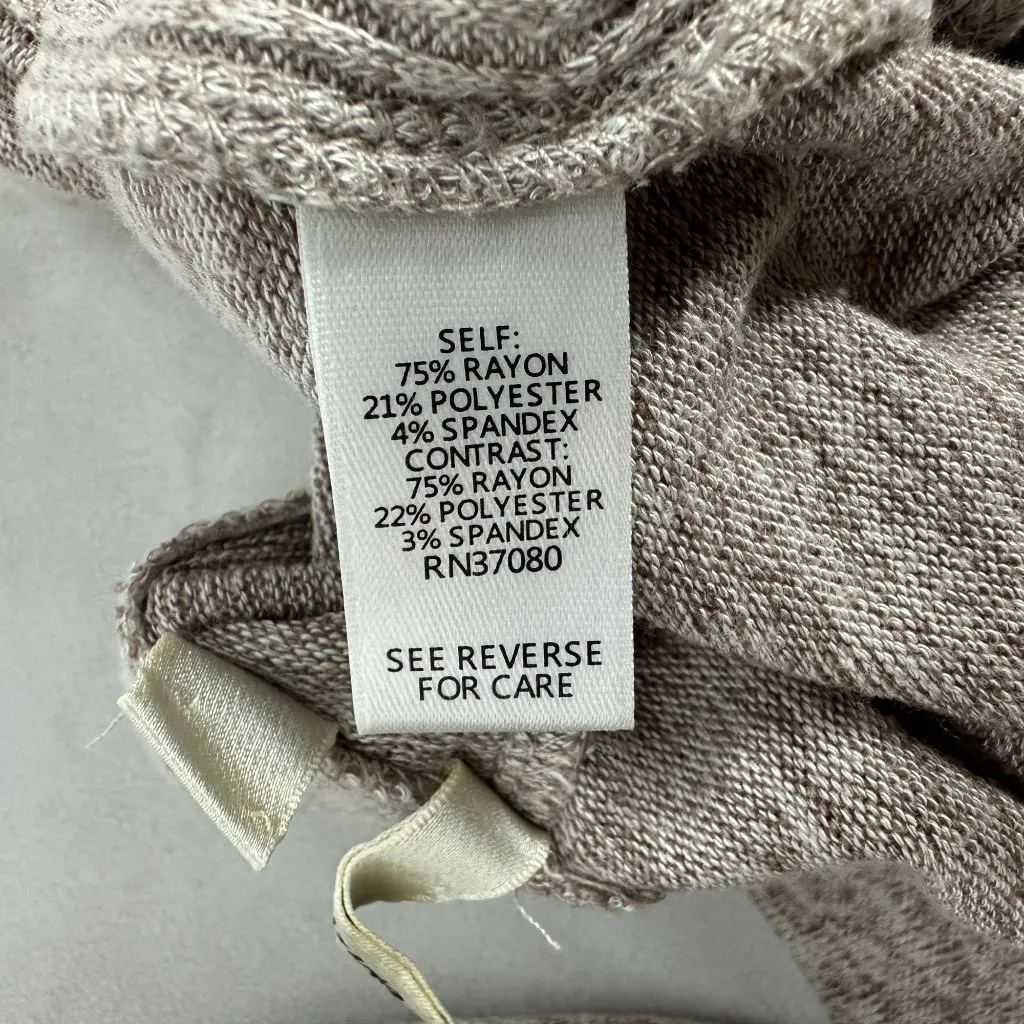 SELF:
75% RAYON
21% POLYESTER
4% SPANDEX
CONTRAST:
75% RAYON
22% POLYESTER
3% SPANDEX
RN37080
SEE REVERSE
FOR CARE